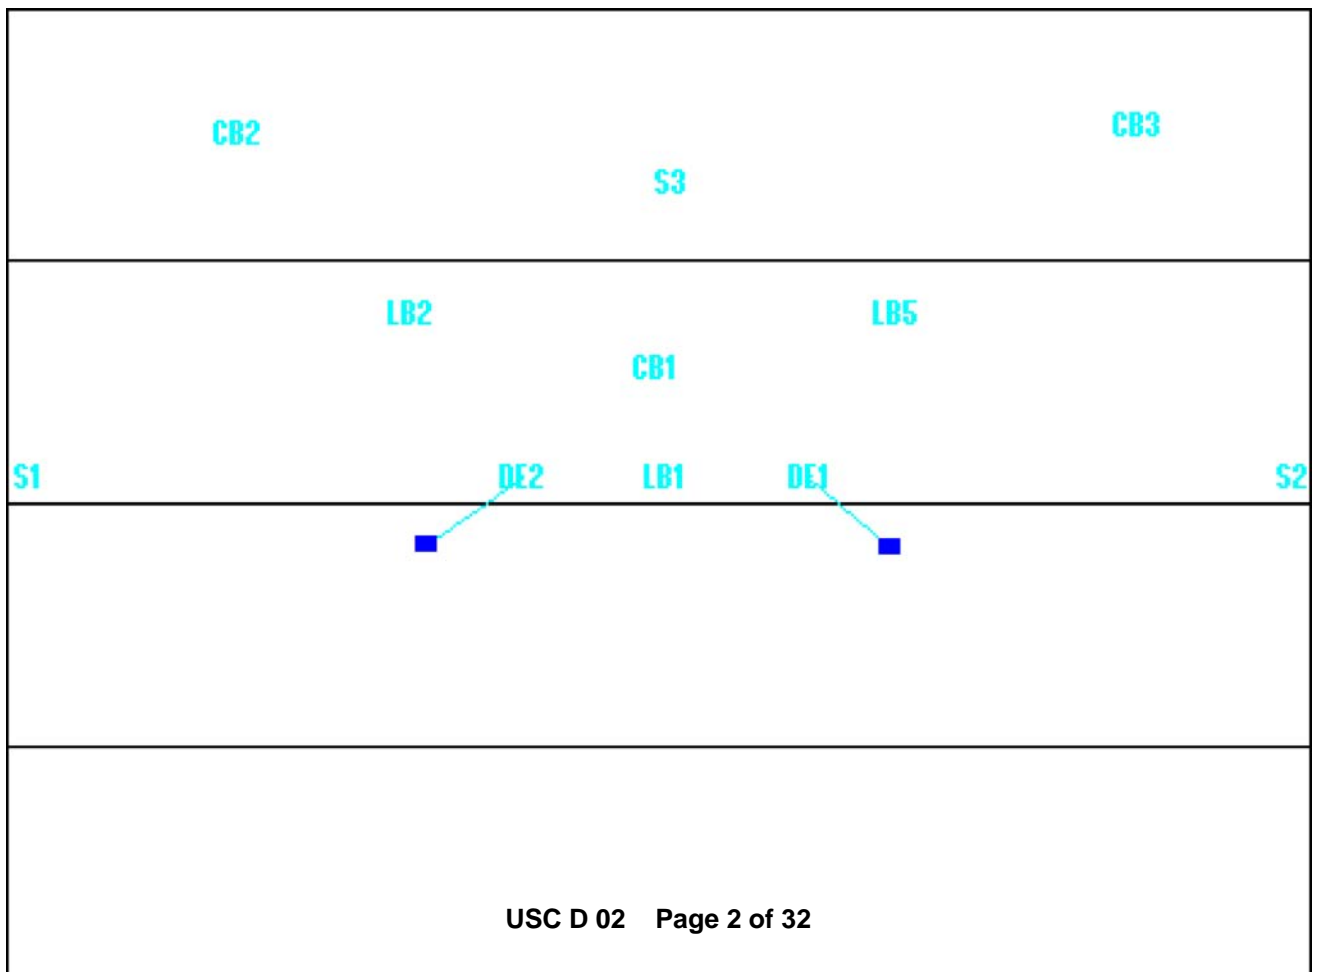 CB2 CB3
S3
LB2 LB5
CB1
S1 DE2 LB1 DE1 S2
USC D 02 Page 2 of 32